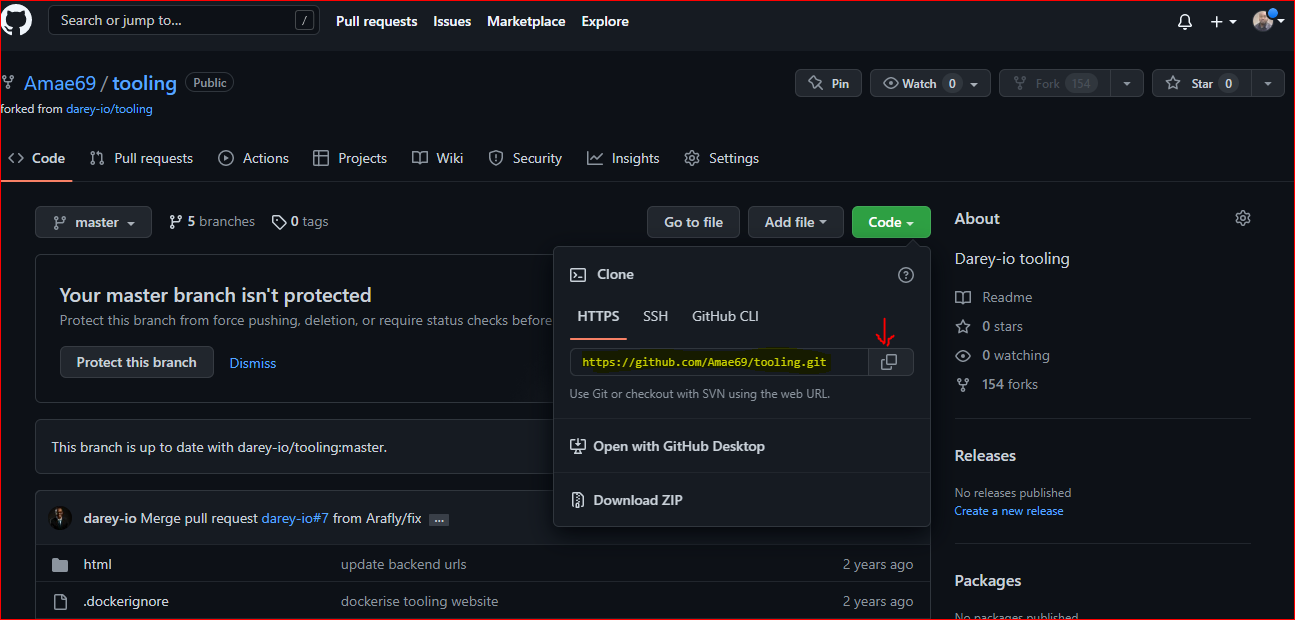 Search or jump to... /
Pull requests Issues Marketplace Explore
Amae69 / tooling Public
Pin Watch 0 Fork 154 Star 0
forked from darey-io/tooling
Code Pull requests Actions Projects Wiki Security Insights Settings
master 5 branches 0 tags
Go to file Add file Code
Your master branch isn't protected
Protect this branch from force pushing, deletion, or require status checks before
Protect this branch Dismiss
This branch is up to date with darey-io/tooling:master.
darey-io Merge pull request darey-io#7 from Arafly/fix ...
html update backend urls 2 years ago
.dockerignore dockerise tooling website 2 years ago
Clone
HTTPS SSH GitHub CLI
https://github.com/Amae69/tooling.git
Use Git or checkout with SVN using the web URL.
Open with GitHub Desktop
Download ZIP
About
Darey-io tooling
Readme
0 stars
0 watching
154 forks
Releases
No releases published
Create a new release
Packages
No packages published